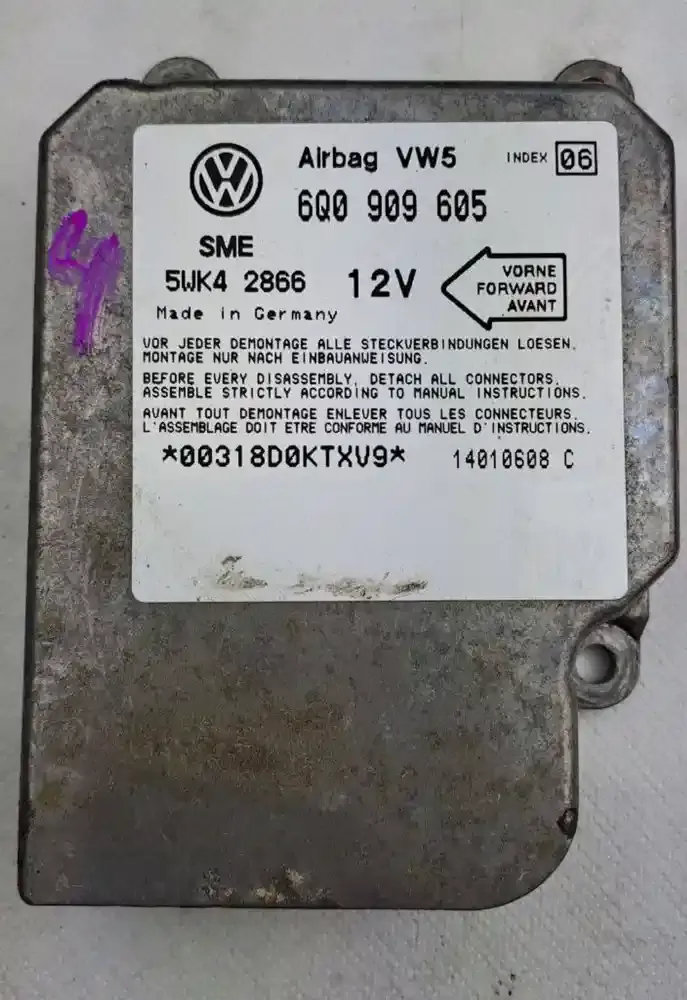 Airbag VW5 INDEX 06
6Q0 909 605
SME
5WK4 2866 12V
VORNE
FORWARD
AVANT
Made in Germany
VOR JEDER DEMONTAGE ALLE STECKVERBINDUNGEN LOESEN.
MONTAGE NUR NACH EINBAUANWEISUNG.
BEFORE EVERY DISASSEMBLY, DETACH ALL CONNECTORS.
ASSEMBLE STRICTLY ACCORDING TO MANUAL INSTRUCTIONS.
AVANT TOUT DEMONTAGE ENLEVER TOUS LES CONNECTEURS.
L'ASSEMBLAGE DOIT ETRE CONFORME AU MANUEL D'INSTRUCTIONS.
*00318D0KTXV9* 14010608 C